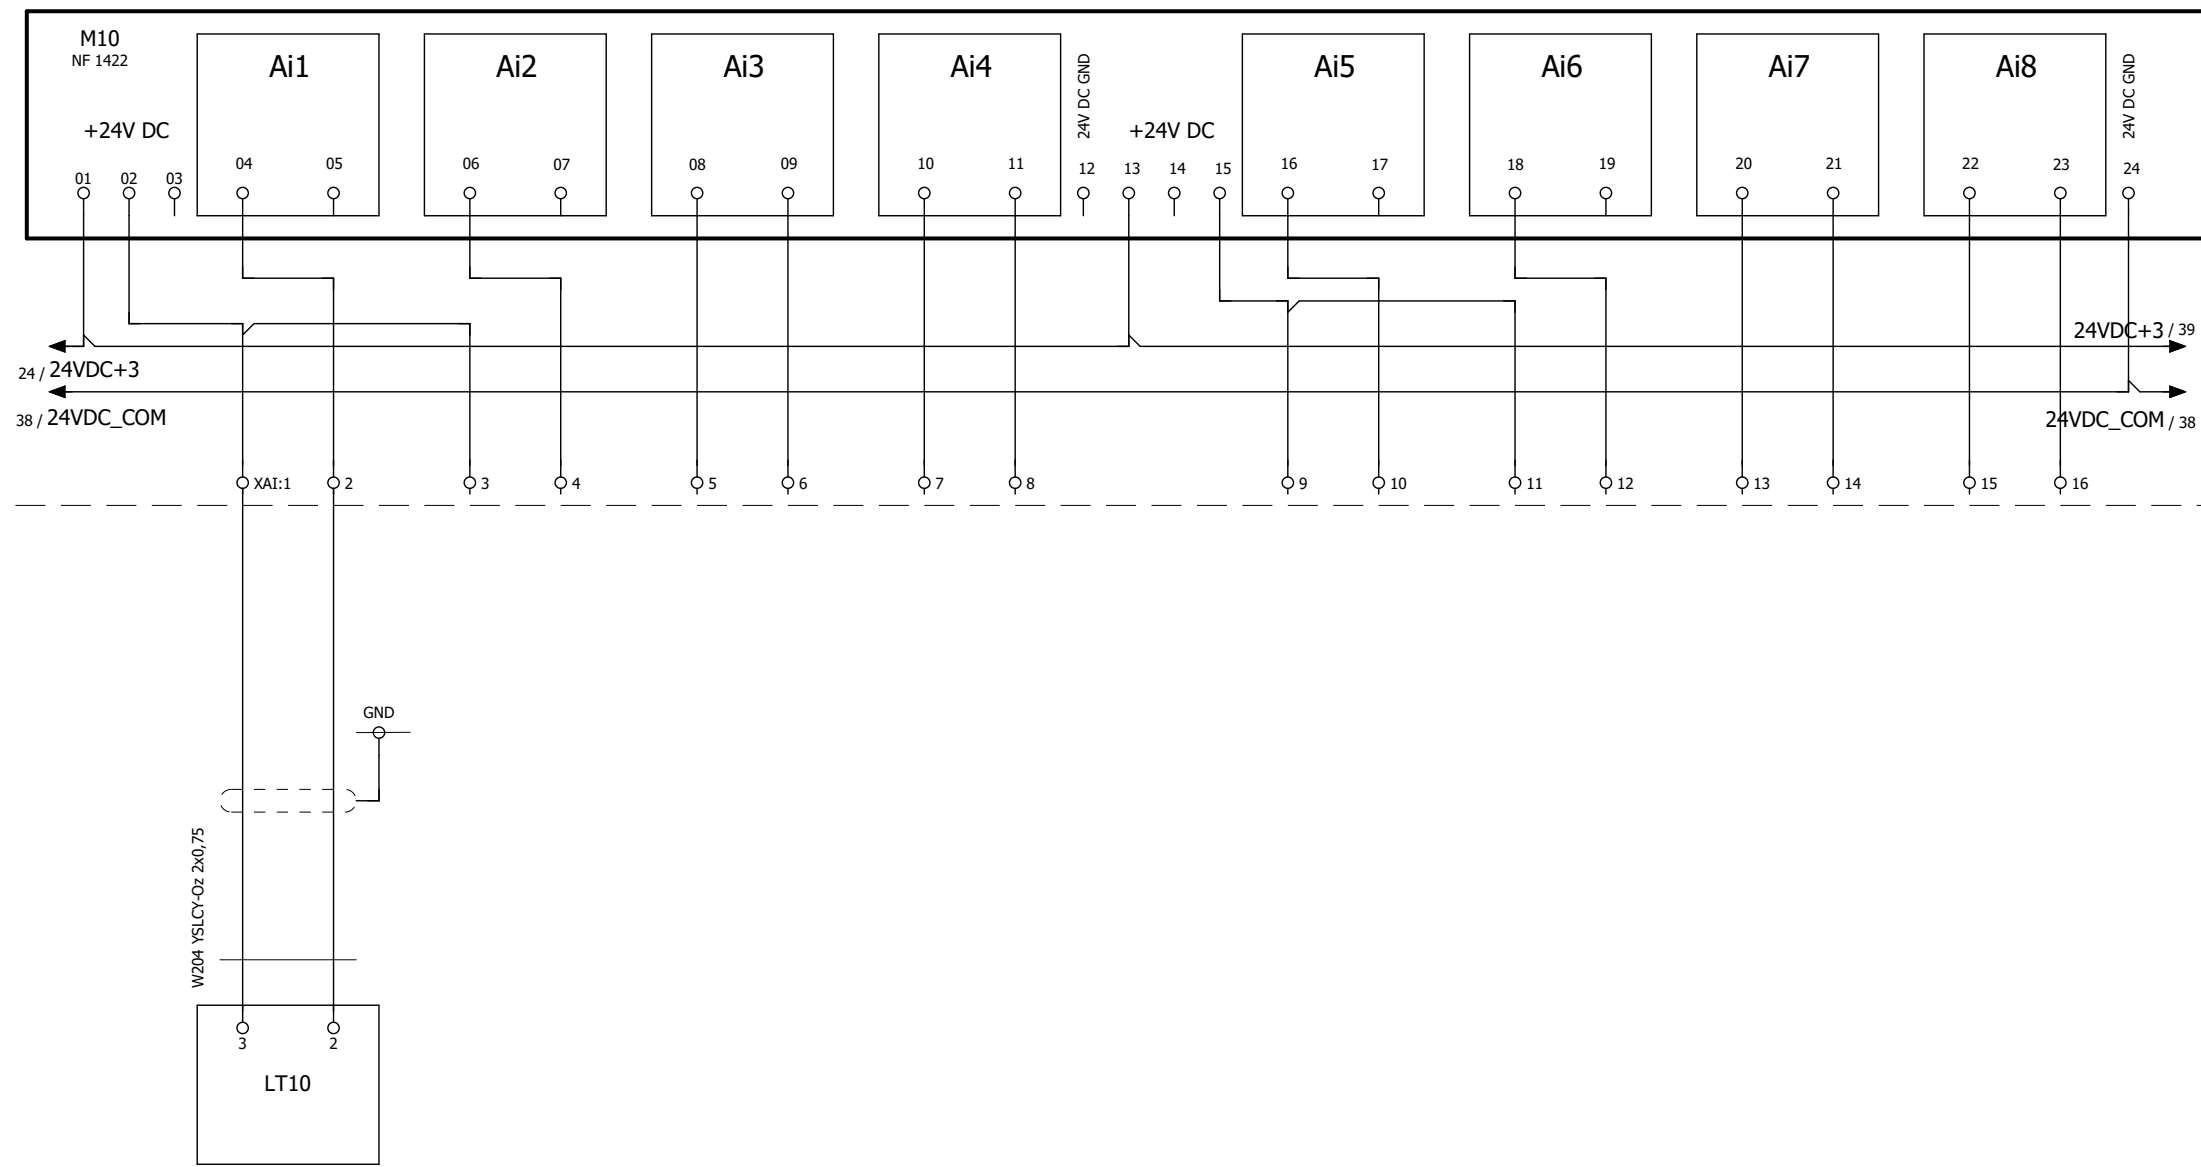 M10
NF 1422
Ai1 Ai2 Ai3 Ai4 Ai5 Ai6 Ai7 Ai8
24V DC GND
24V DC GND
+24V DC +24V DC
01 02 03 04 05 06 07 08 09 10 11 12 13 14 15 16 17 18 19 20 21 22 23 24
24VDC+3 / 39
24 / 24VDC+3
38 / 24VDC_COM
24VDC_COM / 38
XAI:1 2 3 4 5 6 7 8 9 10 11 12 13 14 15 16
GND
W204 YSLCY-Oz 2x0,75
3 2
LT10